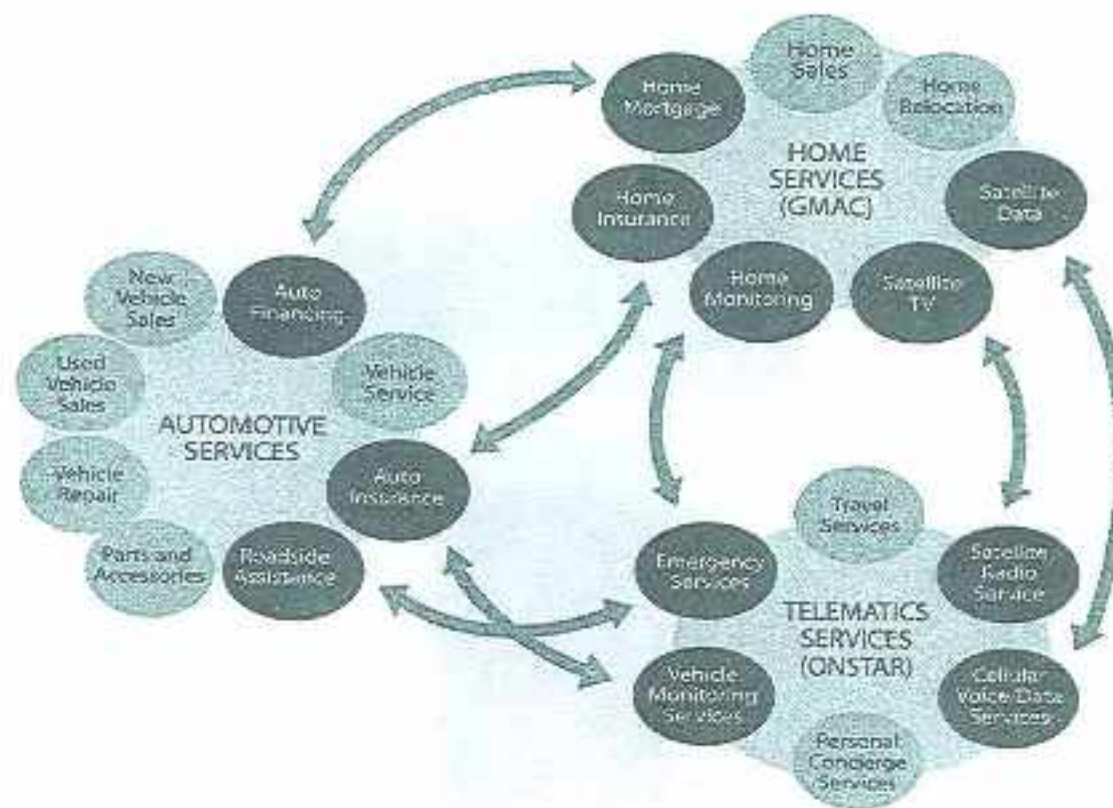 Home
Sales
Home
Mortgage
Home
Relocation
HOME
SERVICES
(GMAC)
Home
Insurance
Satellite
Data
Home
Monitoring
Satellite
TV
New
Vehicle
Sales
Auto
Financing
Used
Vehicle
Sales
Vehicle
Service
AUTOMOTIVE
SERVICES
Vehicle
Repair
Auto
Insurance
Parts and
Accessories
Roadside
Assistance
Travel
Services
Emergency
Services
Satellite
Radio
Service
TELEMATICS
SERVICES
(ONSTAR)
Vehicle
Monitoring
Services
Cellular
Voice/Data
Services
Personal
Concierge
Services